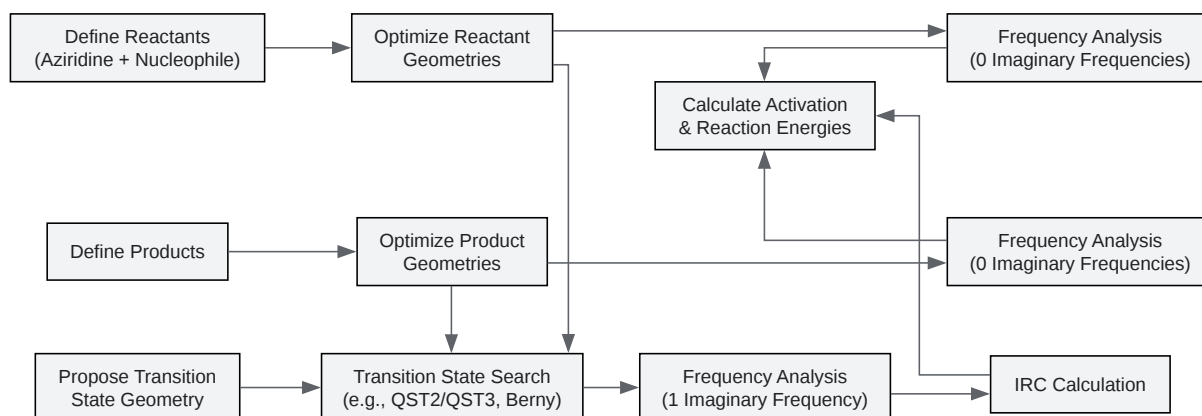 Define Reactants
(Aziridine + Nucleophile)
Optimize Reactant
Geometries
Frequency Analysis
(0 Imaginary Frequencies)
Calculate Activation
& Reaction Energies
Define Products
Optimize Product
Geometries
Frequency Analysis
(0 Imaginary Frequencies)
Propose Transition
State Geometry
Transition State Search
(e.g., QST2/QST3, Berny)
Frequency Analysis
(1 Imaginary Frequency)
IRC Calculation